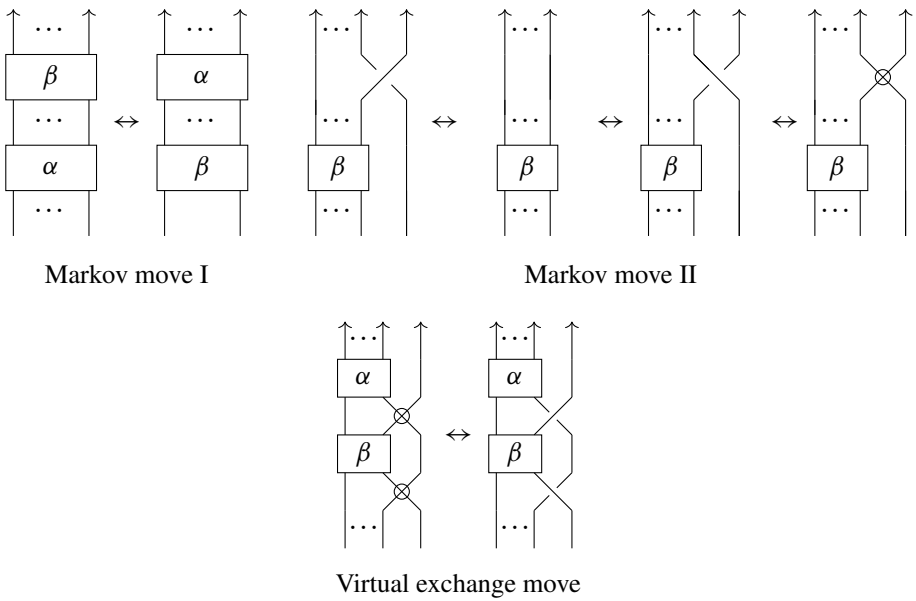 ... ... ... ... ... ...
β α
... ... ↔ ... ↔ ... ↔ ... ↔ ...
α β β β β β
... ... ... ... ...
Markov move I Markov move II
... ...
α α
β ↔ β
... ...
Virtual exchange move